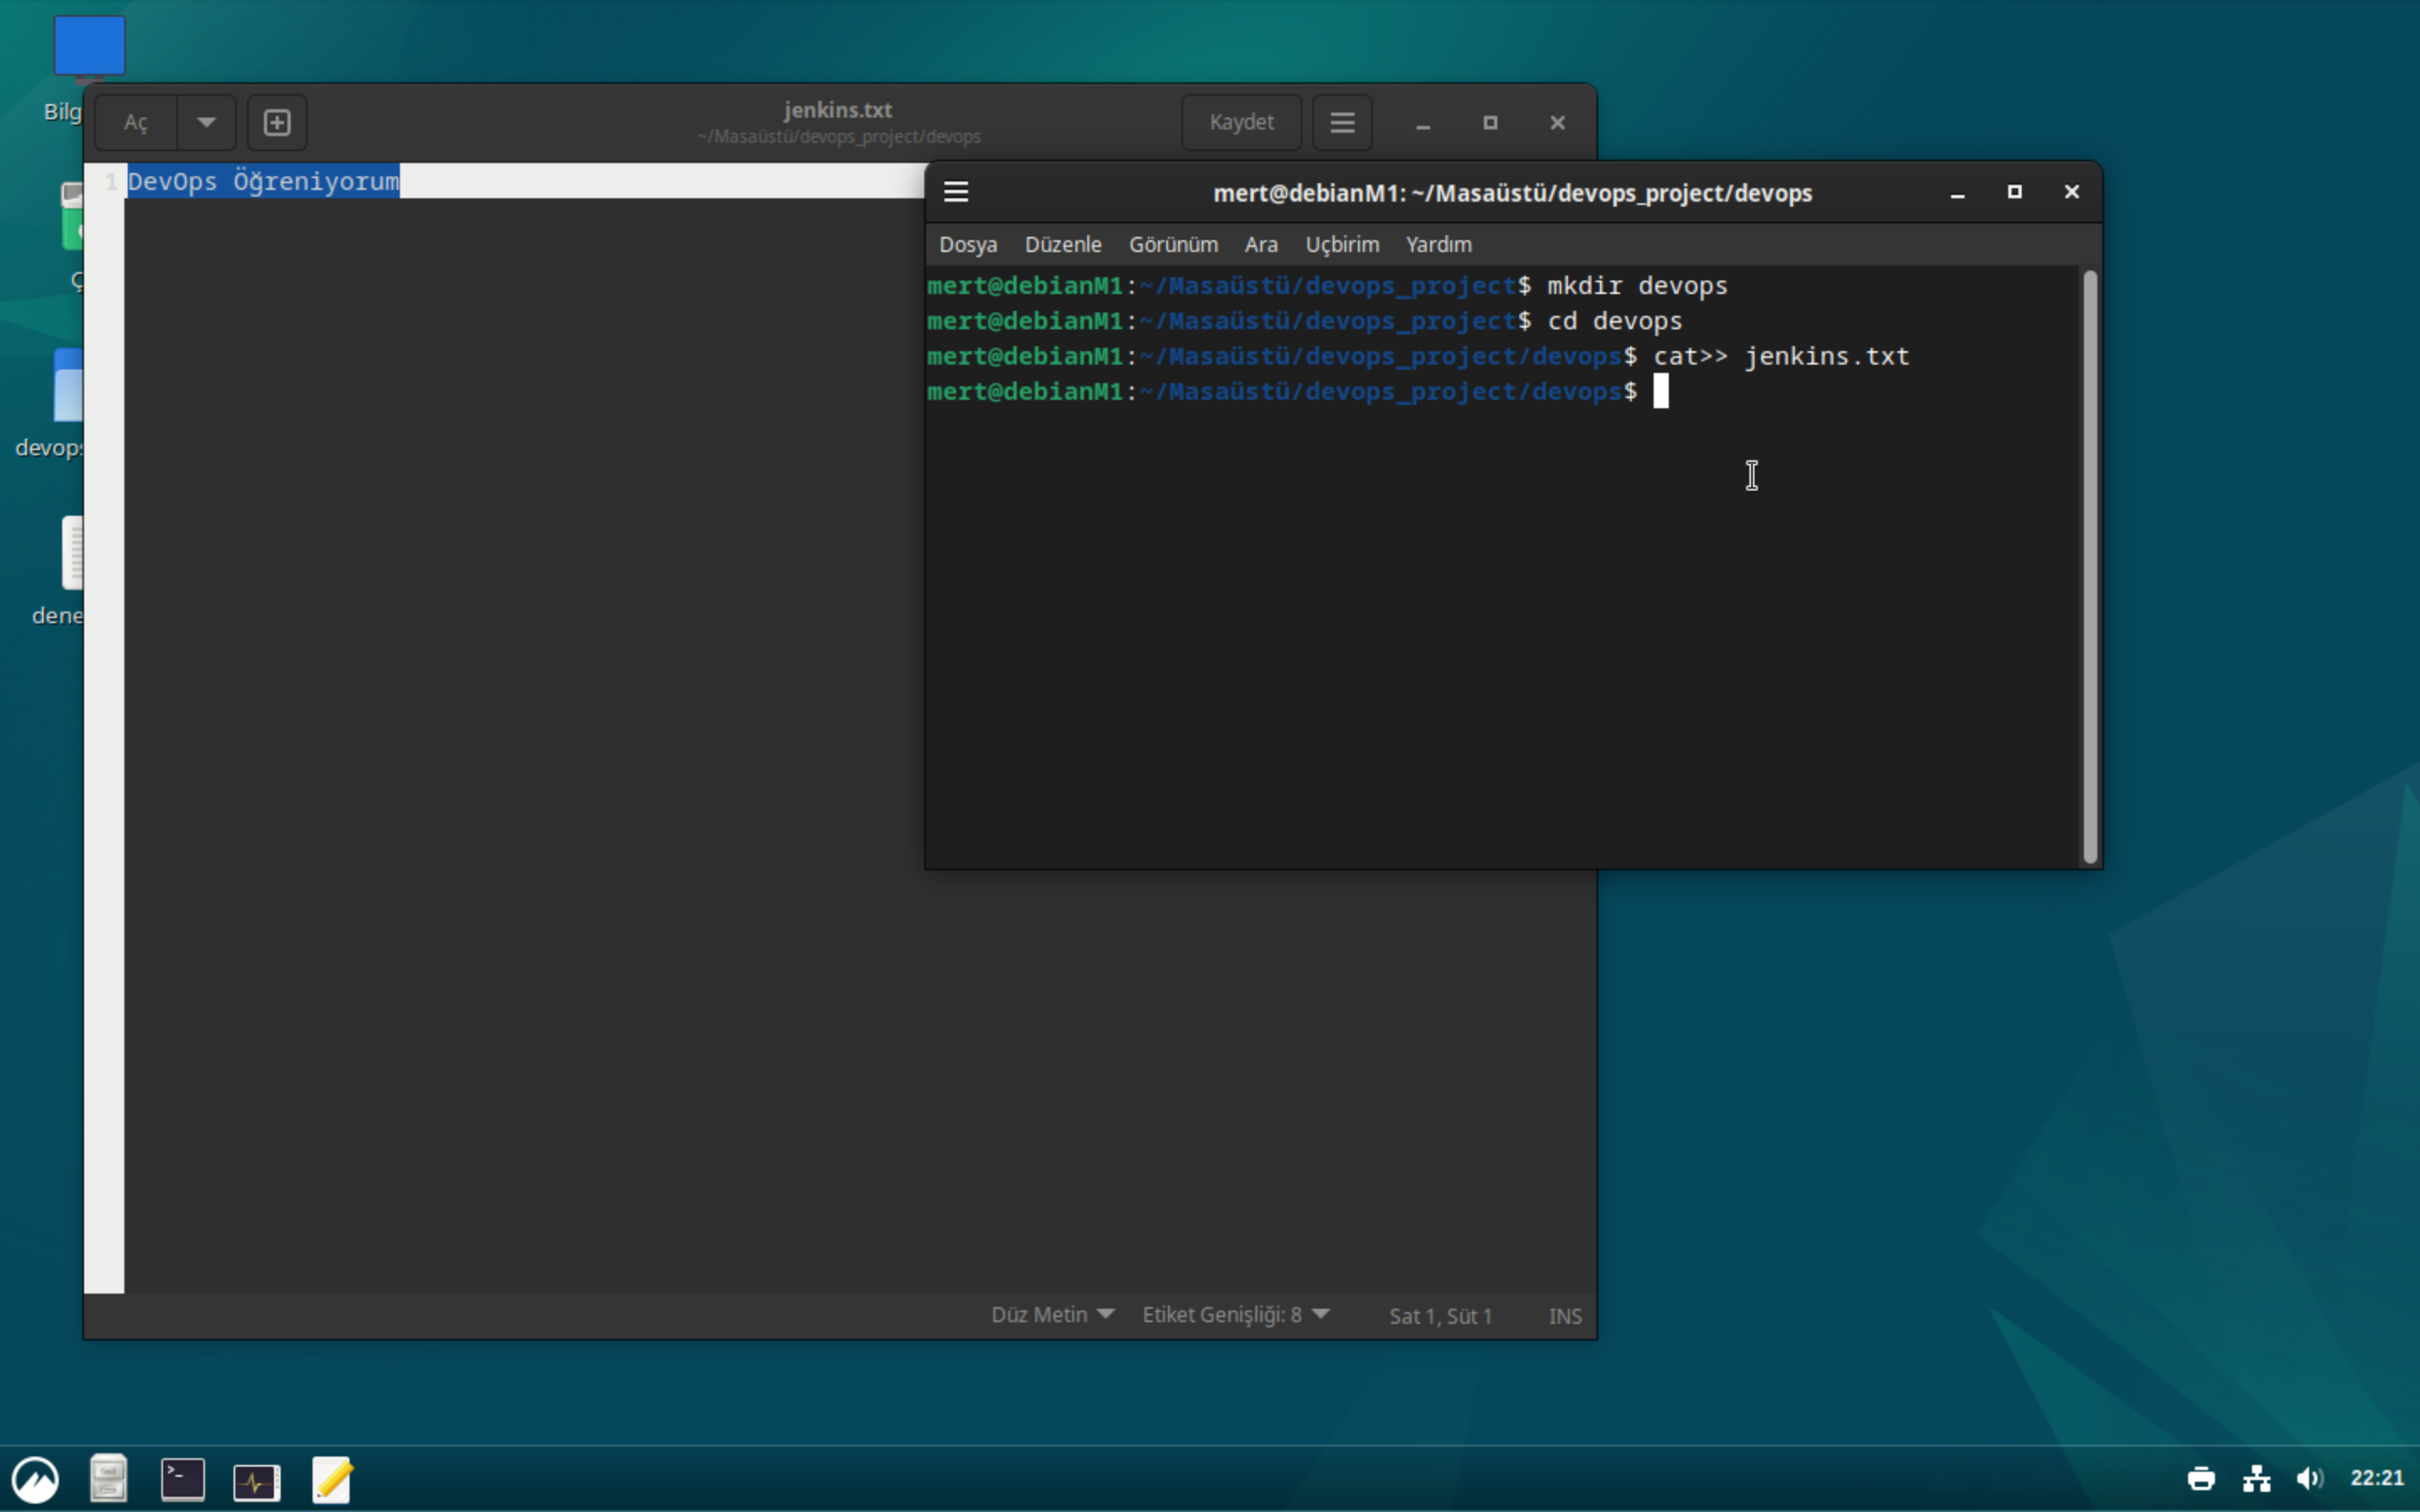 Aç
jenkins.txt
~/Masaüstü/devops_project/devops
Kaydet
1 DevOps Öğreniyorum
mert@debianM1: ~/Masaüstü/devops_project/devops
Dosya Düzenle Görünüm Ara Uçbirim Yardım
mert@debianM1:~/Masaüstü/devops_project$ mkdir devops
mert@debianM1:~/Masaüstü/devops_project$ cd devops
mert@debianM1:~/Masaüstü/devops_project/devops$ cat>> jenkins.txt
mert@debianM1:~/Masaüstü/devops_project/devops$
Düz Metin Etiket Genişliği: 8 Sat 1, Süt 1 INS
22:21